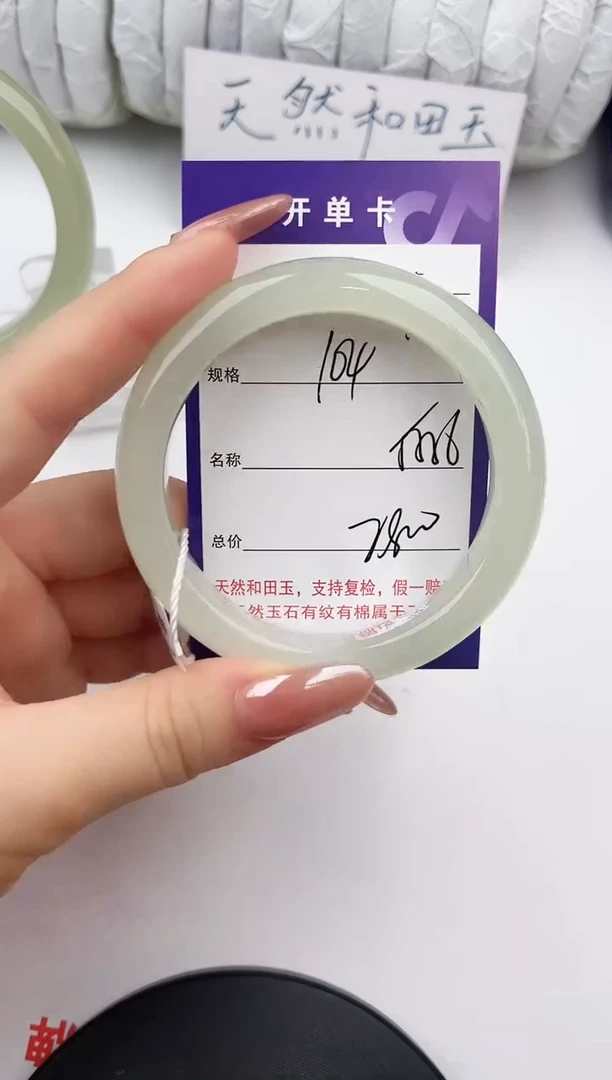 天然和田玉
开单卡
规格 104
名称
总价
天然和田玉，支持复检，假一赔
然玉石有纹有棉属于